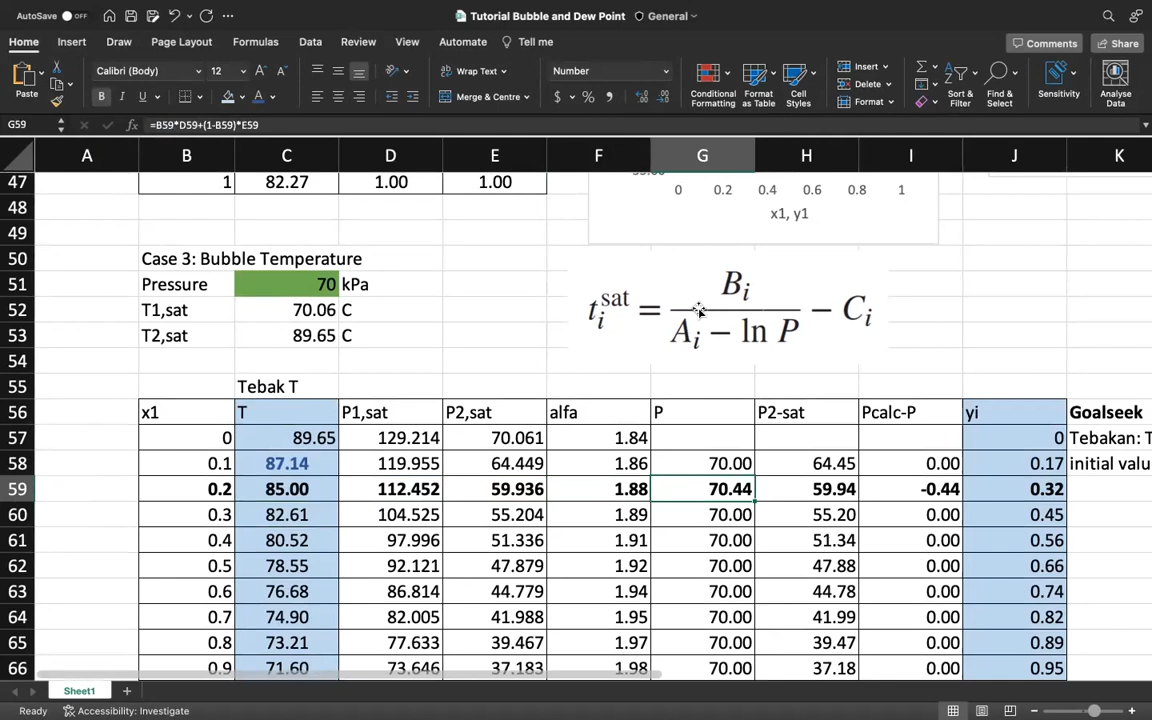 AutoSave OFF Tutorial Bubble and Dew Point General
Home Insert Draw Page Layout Formulas Data Review View Automate Tell me Comments Share
Paste Calibri (Body) 12 A^ A˅ Wrap Text Number Conditional Formatting Format as Table Cell Styles Insert Sort & Filter Find & Select Sensitivity Analyse Data
B I U A Merge & Centre $ % Delete
Format
G59 fx =B59*D59+(1-B59)*E59
A B C D E F G H I J K
47 1 82.27 1.00 1.00 0 0.2 0.4 0.6 0.8 1
48 x1, y1
49
50 Case 3: Bubble Temperature
51 Pressure 70 kPa
52 T1,sat 70.06 C
53 T2,sat 89.65 C
t_i^sat = B_i / (A_i − ln P) − C_i
54
55 Tebak T
56 x1 T P1,sat P2,sat alfa P P2-sat Pcalc-P yi Goalseek
57 0 89.65 129.214 70.061 1.84 0 Tebakan: T
58 0.1 87.14 119.955 64.449 1.86 70.00 64.45 0.00 0.17 initial valu
59 0.2 85.00 112.452 59.936 1.88 70.44 59.94 -0.44 0.32
60 0.3 82.61 104.525 55.204 1.89 70.00 55.20 0.00 0.45
61 0.4 80.52 97.996 51.336 1.91 70.00 51.34 0.00 0.56
62 0.5 78.55 92.121 47.879 1.92 70.00 47.88 0.00 0.66
63 0.6 76.68 86.814 44.779 1.94 70.00 44.78 0.00 0.74
64 0.7 74.90 82.005 41.988 1.95 70.00 41.99 0.00 0.82
65 0.8 73.21 77.633 39.467 1.97 70.00 39.47 0.00 0.89
66 0.9 71.60 73.646 37.183 1.98 70.00 37.18 0.00 0.95
Sheet1
Ready Accessibility: Investigate